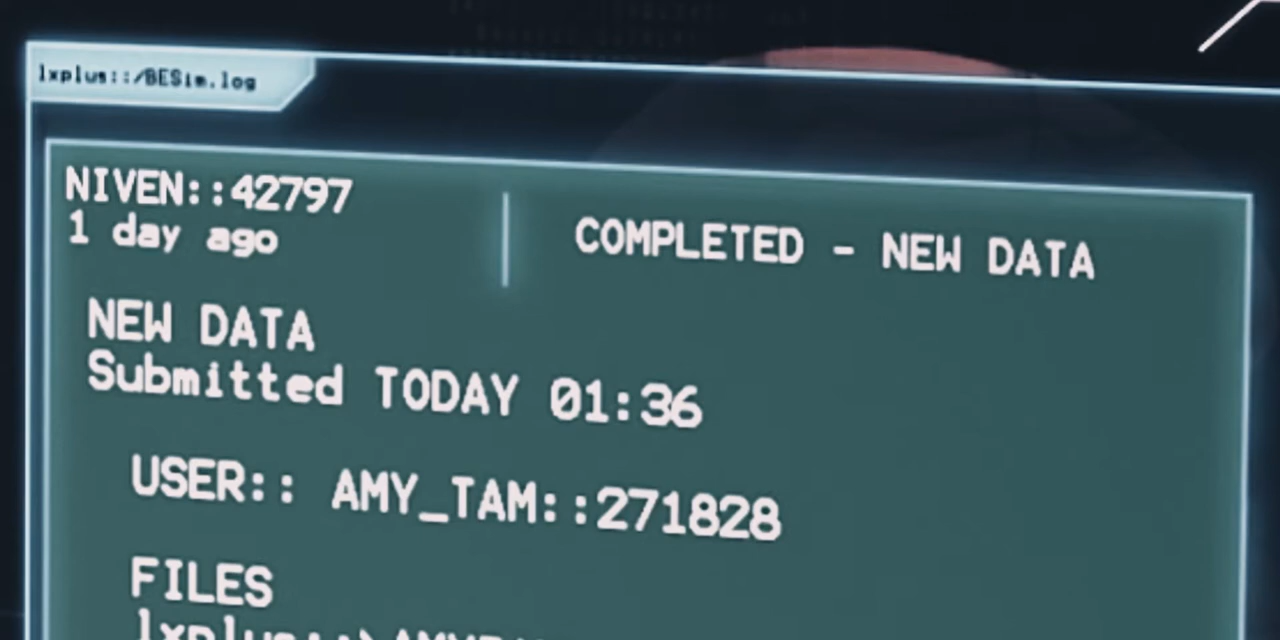 lxplus::/BESim.log
NIVEN::42797
1 day ago
COMPLETED - NEW DATA
NEW DATA
Submitted TODAY 01:36
USER:: AMY_TAM::271828
FILES